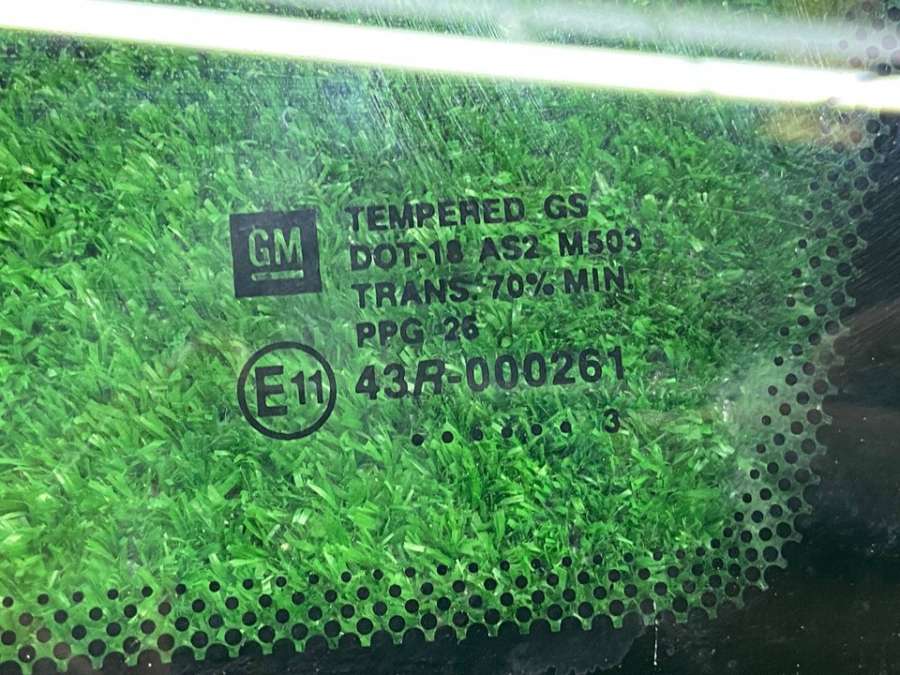 GM
TEMPERED GS
DOT-18 AS2 M503
TRANS. 70% MIN.
PPG 26
E11 43R-000261
. . . . . . 3